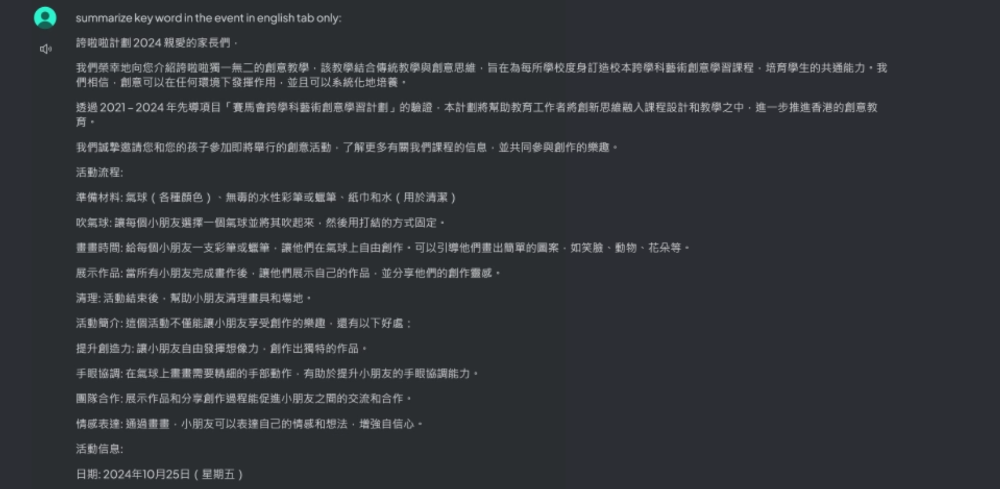 summarize key word in the event in english tab only:
誇啦啦計劃 2024 親愛的家長們，
我們榮幸地向您介紹誇啦啦獨一無二的創意教學，該教學結合傳統教學與創意思維，旨在為每所學校度身訂造校本跨學科藝術創意學習課程，培育學生的共通能力。我
們相信，創意可以在任何環境下發揮作用，並且可以系統化地培養。
透過 2021 – 2024 年先導項目「賽馬會跨學科藝術創意學習計劃」的驗證，本計劃將幫助教育工作者將創新思維融入課程設計和教學之中，進一步推進香港的創意教
育。
我們誠摯邀請您和您的孩子參加即將舉行的創意活動，了解更多有關我們課程的信息，並共同參與創作的樂趣。
活動流程:
準備材料: 氣球（各種顏色）、無毒的水性彩筆或蠟筆、紙巾和水（用於清潔）
吹氣球: 讓每個小朋友選擇一個氣球並將其吹起來，然後用打結的方式固定。
畫畫時間: 給每個小朋友一支彩筆或蠟筆，讓他們在氣球上自由創作。可以引導他們畫出簡單的圖案，如笑臉、動物、花朵等。
展示作品: 當所有小朋友完成畫作後，讓他們展示自己的作品，並分享他們的創作靈感。
清理: 活動結束後，幫助小朋友清理畫具和場地。
活動簡介: 這個活動不僅能讓小朋友享受創作的樂趣，還有以下好處：
提升創造力: 讓小朋友自由發揮想像力，創作出獨特的作品。
手眼協調: 在氣球上畫畫需要精細的手部動作，有助於提升小朋友的手眼協調能力。
團隊合作: 展示作品和分享創作過程能促進小朋友之間的交流和合作。
情感表達: 通過畫畫，小朋友可以表達自己的情感和想法，增強自信心。
活動信息:
日期: 2024年10月25日（星期五）